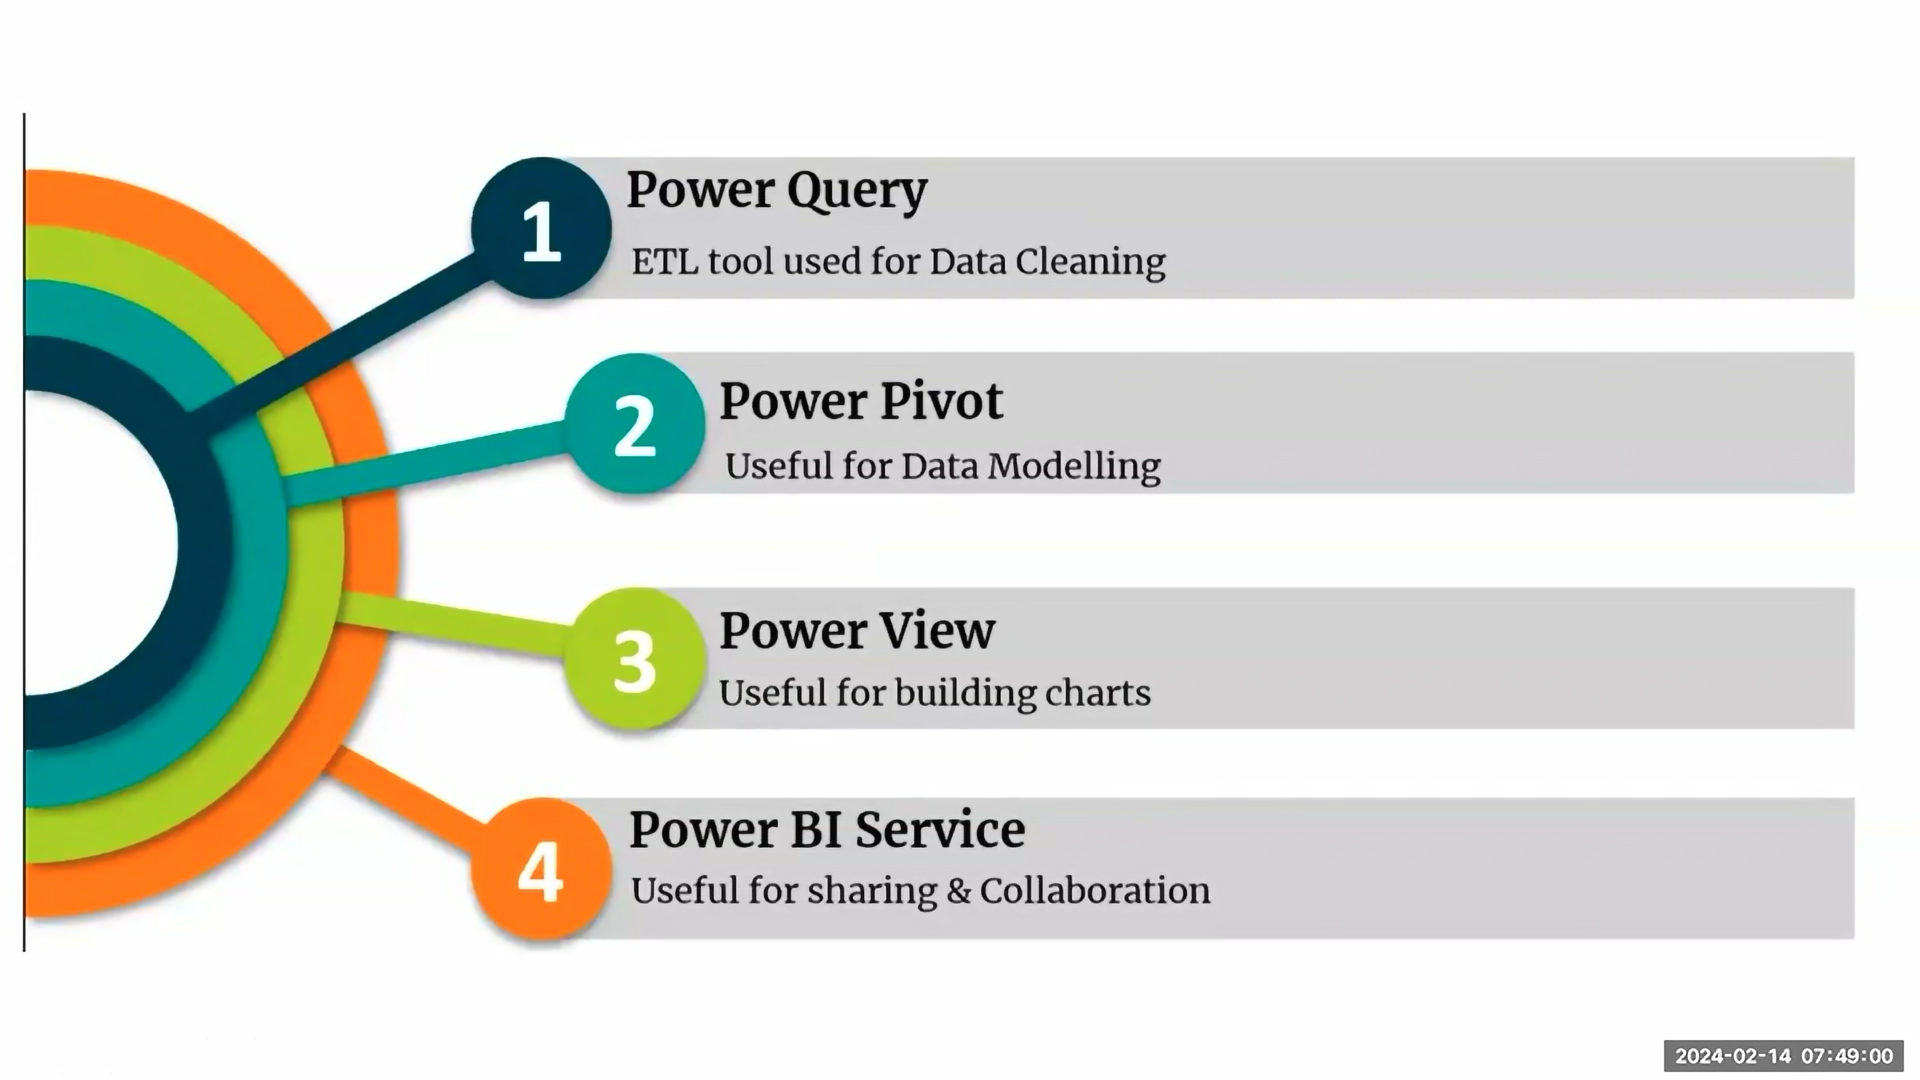 1
Power Query
ETL tool used for Data Cleaning
2
Power Pivot
Useful for Data Modelling
3
Power View
Useful for building charts
4
Power BI Service
Useful for sharing & Collaboration
2024-02-14 07:49:00